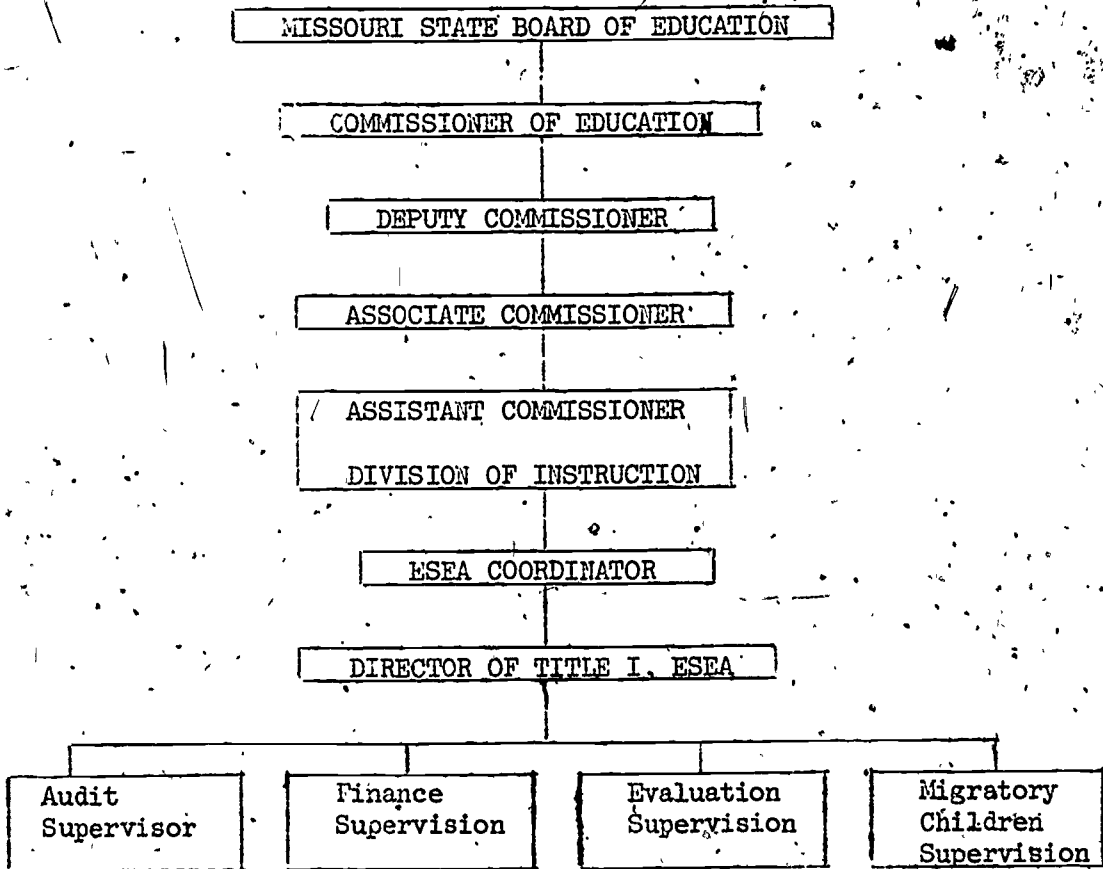 MISSOURI STATE BOARD OF EDUCATION
COMMISSIONER OF EDUCATION
DEPUTY COMMISSIONER
ASSOCIATE COMMISSIONER
ASSISTANT COMMISSIONER
DIVISION OF INSTRUCTION
ESEA COORDINATOR
DIRECTOR OF TITLE I, ESEA
Audit
Supervisor
Finance
Supervision
Evaluation
Supervision
Migratory
Children
Supervision